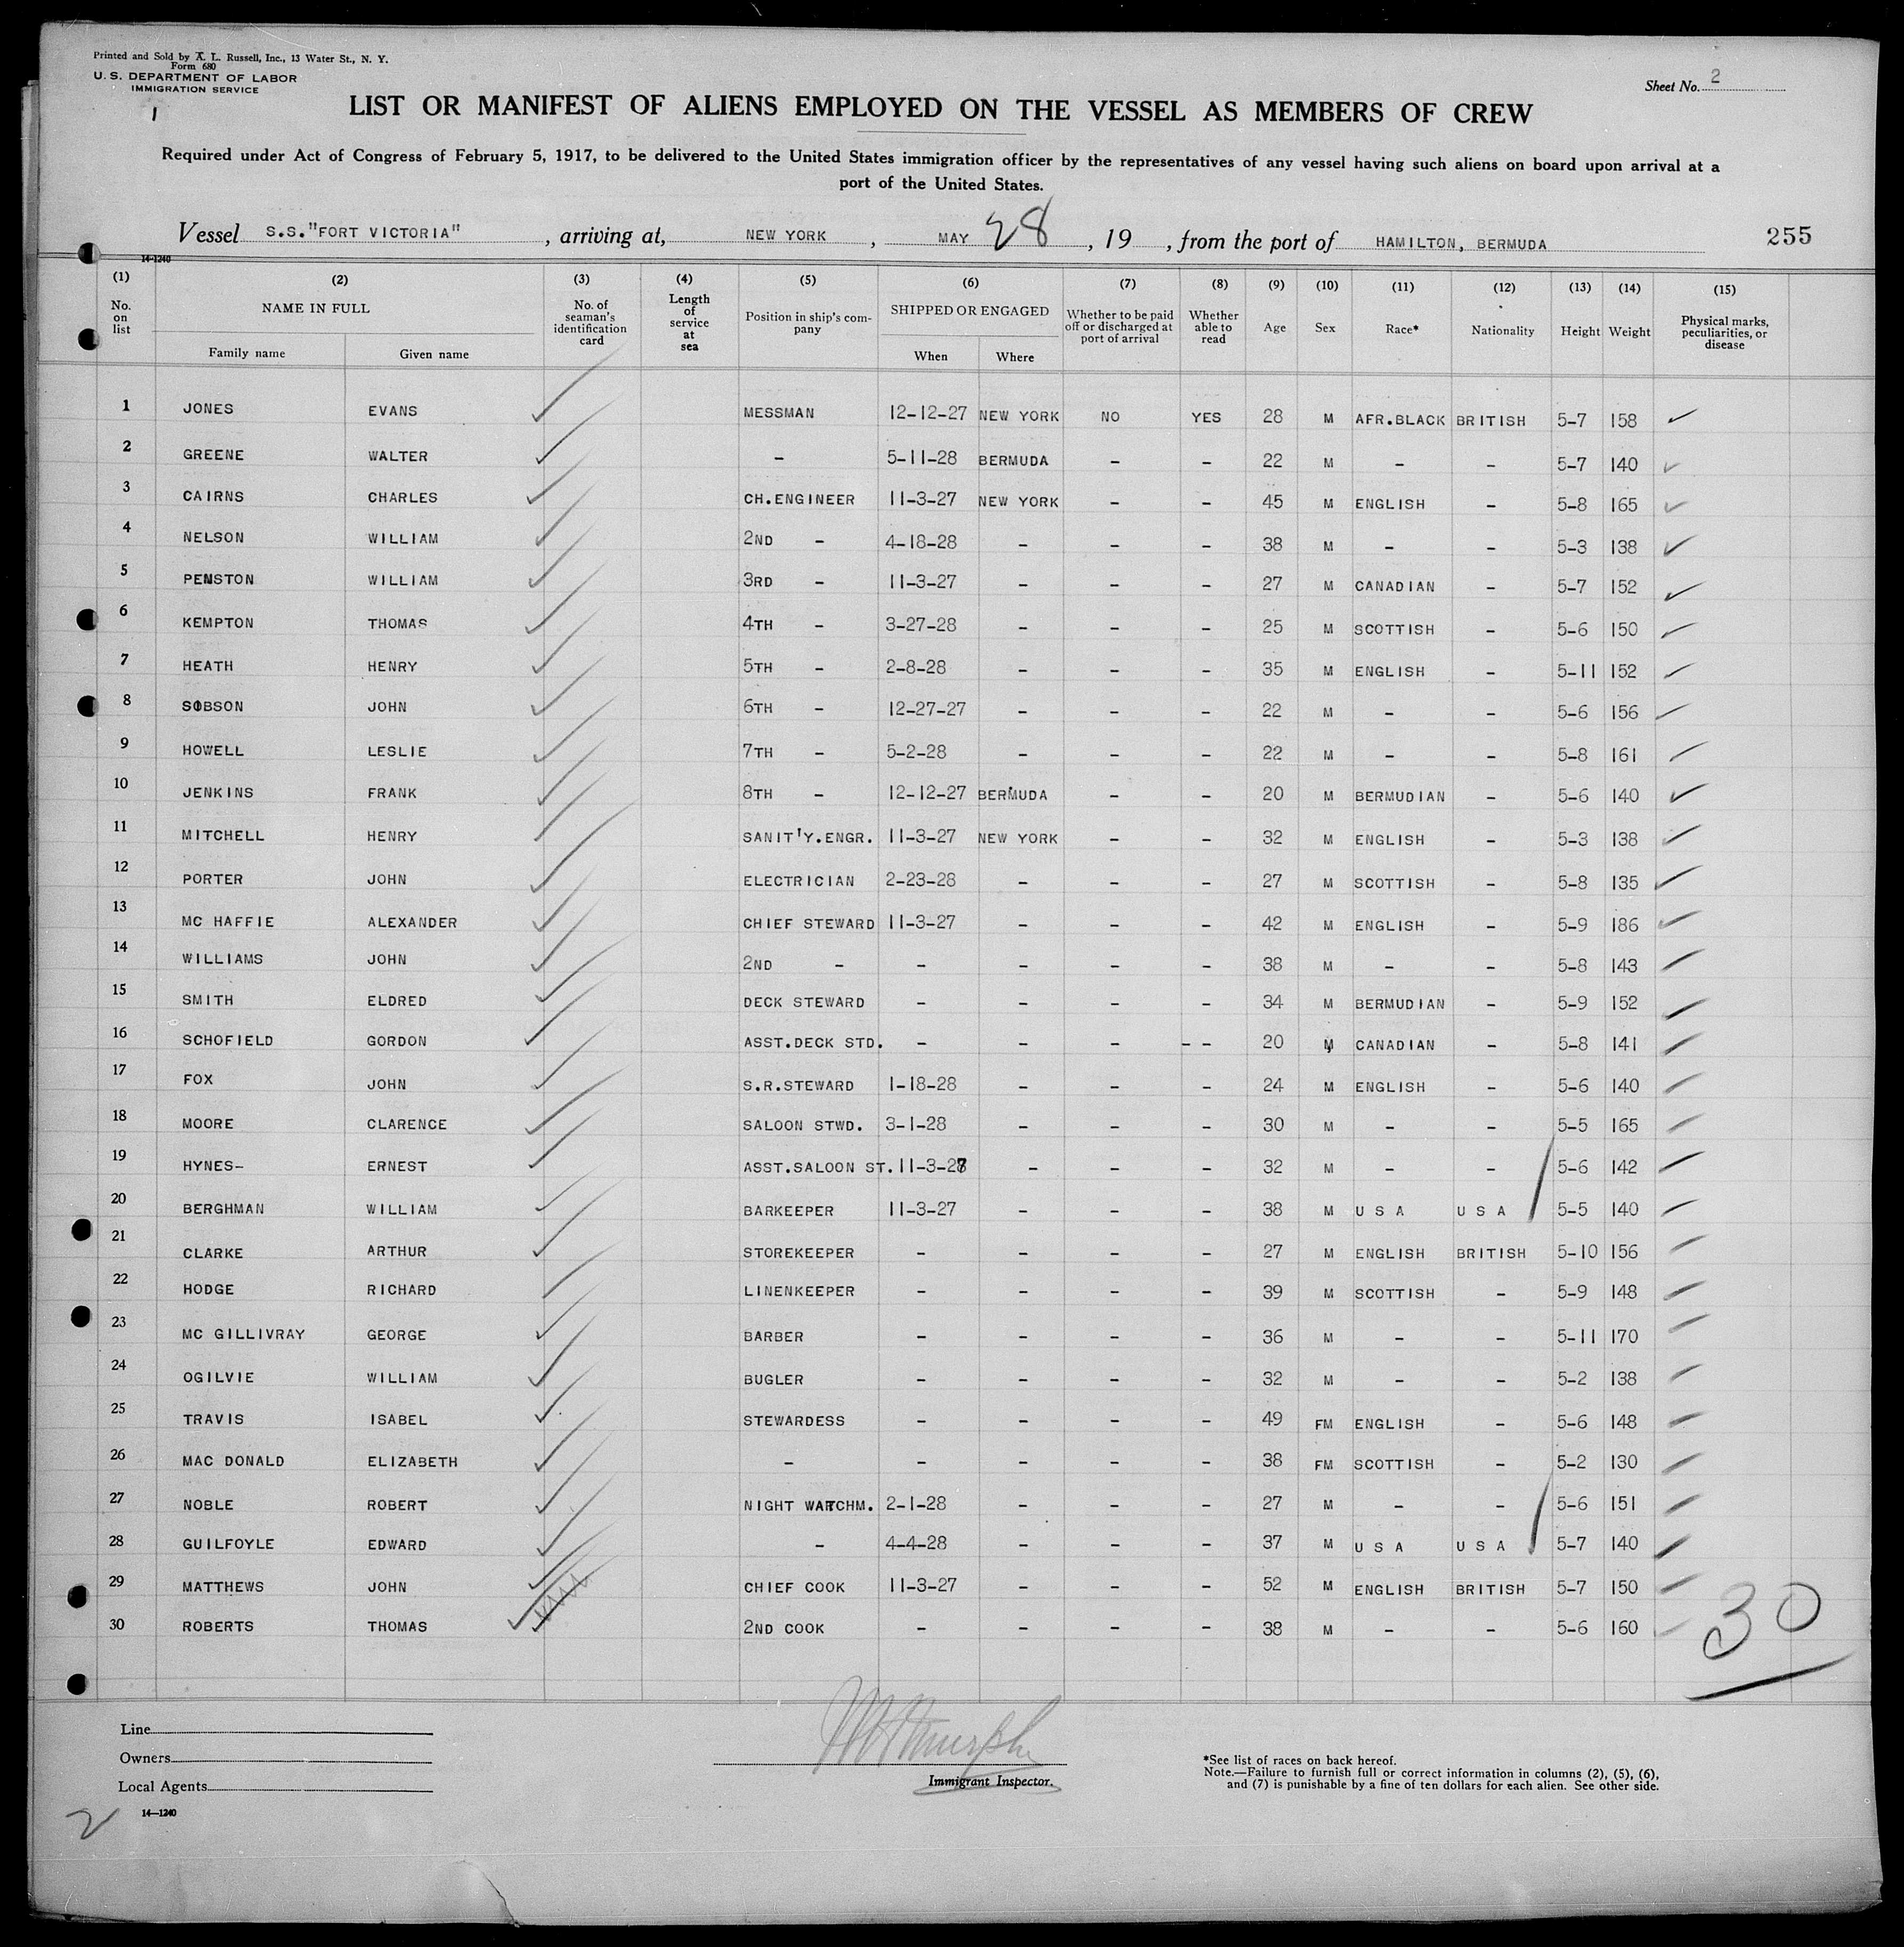 Printed and Sold by A. L. Russell, Inc., 13 Water St., N. Y.
Form 680
U. S. DEPARTMENT OF LABOR
IMMIGRATION SERVICE
1
Sheet No. 2
LIST OR MANIFEST OF ALIENS EMPLOYED ON THE VESSEL AS MEMBERS OF CREW
Required under Act of Congress of February 5, 1917, to be delivered to the United States immigration officer by the representatives of any vessel having such aliens on board upon arrival at a
port of the United States.
Vessel S.S."FORT VICTORIA" , arriving at, NEW YORK , MAY 28 , 19 , from the port of HAMILTON, BERMUDA 255
14-1240
(1) (2) (3) (4) (5) (6) (7) (8) (9) (10) (11) (12) (13) (14) (15)
No. on list NAME IN FULL Family name Given name No. of seaman's identification card Length of service at sea Position in ship's company SHIPPED OR ENGAGED When Where Whether to be paid off or discharged at port of arrival Whether able to read Age Sex Race* Nationality Height Weight Physical marks, peculiarities, or disease
1 JONES EVANS MESSMAN 12-12-27 NEW YORK NO YES 28 M AFR.BLACK BRITISH 5-7 158
2 GREENE WALTER - 5-11-28 BERMUDA - - 22 M - - 5-7 140
3 CAIRNS CHARLES CH.ENGINEER 11-3-27 NEW YORK - - 45 M ENGLISH - 5-8 165
4 NELSON WILLIAM 2ND - 4-18-28 - - - 38 M - - 5-3 138
5 PENSTON WILLIAM 3RD - 11-3-27 - - - 27 M CANADIAN - 5-7 152
6 KEMPTON THOMAS 4TH - 3-27-28 - - - 25 M SCOTTISH - 5-6 150
7 HEATH HENRY 5TH - 2-8-28 - - - 35 M ENGLISH - 5-11 152
8 SOBSON JOHN 6TH - 12-27-27 - - - 22 M - - 5-6 156
9 HOWELL LESLIE 7TH - 5-2-28 - - - 22 M - - 5-8 161
10 JENKINS FRANK 8TH - 12-12-27 BERMUDA - - 20 M BERMUDIAN - 5-6 140
11 MITCHELL HENRY SANIT'Y.ENGR. 11-3-27 NEW YORK - - 32 M ENGLISH - 5-3 138
12 PORTER JOHN ELECTRICIAN 2-23-28 - - - 27 M SCOTTISH - 5-8 135
13 MC HAFFIE ALEXANDER CHIEF STEWARD 11-3-27 - - - 42 M ENGLISH - 5-9 186
14 WILLIAMS JOHN 2ND - - - - - 38 M - - 5-8 143
15 SMITH ELDRED DECK STEWARD - - - - 34 M BERMUDIAN - 5-9 152
16 SCHOFIELD GORDON ASST.DECK STD. - - - - - 20 M CANADIAN - 5-8 141
17 FOX JOHN S.R.STEWARD 1-18-28 - - - 24 M ENGLISH - 5-6 140
18 MOORE CLARENCE SALOON STWD. 3-1-28 - - - 30 M - - 5-5 165
19 HYNES- ERNEST ASST.SALOON ST. 11-3-27 - - - 32 M - - 5-6 142
20 BERGHMAN WILLIAM BARKEEPER 11-3-27 - - - 38 M U S A U S A 5-5 140
21 CLARKE ARTHUR STOREKEEPER - - - - 27 M ENGLISH BRITISH 5-10 156
22 HODGE RICHARD LINENKEEPER - - - - 39 M SCOTTISH - 5-9 148
23 MC GILLIVRAY GEORGE BARBER - - - - 36 M - - 5-11 170
24 OGILVIE WILLIAM BUGLER - - - - 32 M - - 5-2 138
25 TRAVIS ISABEL STEWARDESS - - - - 49 FM ENGLISH - 5-6 148
26 MAC DONALD ELIZABETH - - - - - 38 FM SCOTTISH - 5-2 130
27 NOBLE ROBERT NIGHT WATCHM. 2-1-28 - - - 27 M - - 5-6 151
28 GUILFOYLE EDWARD - 4-4-28 - - - 37 M U S A U S A 5-7 140
29 MATTHEWS JOHN CHIEF COOK 11-3-27 - - - 52 M ENGLISH BRITISH 5-7 150
30 ROBERTS THOMAS 2ND COOK - - - - 38 M - - 5-6 160
30
Line
Owners
Local Agents
Immigrant Inspector.
*See list of races on back hereof.
Note.—Failure to furnish full or correct information in columns (2), (5), (6),
and (7) is punishable by a fine of ten dollars for each alien. See other side.
14—1240
2